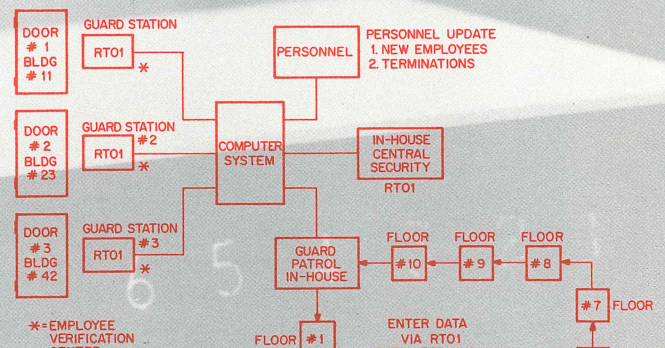 GUARD STATION
DOOR
# 1
BLDG
# 11
RTO1
*
PERSONNEL
PERSONNEL UPDATE
1. NEW EMPLOYEES
2. TERMINATIONS
DOOR
# 2
BLDG
# 23
GUARD STATION
#2
RTO1
*
COMPUTER
SYSTEM
IN-HOUSE
CENTRAL
SECURITY
RTO1
DOOR
# 3
BLDG
# 42
GUARD STATION
#3
RTO1
*
GUARD
PATROL
IN-HOUSE
FLOOR
#10
FLOOR
#9
FLOOR
#8
#7
FLOOR
6 5
*=EMPLOYEE
VERIFICATION
FLOOR
#1
ENTER DATA
VIA RTO1